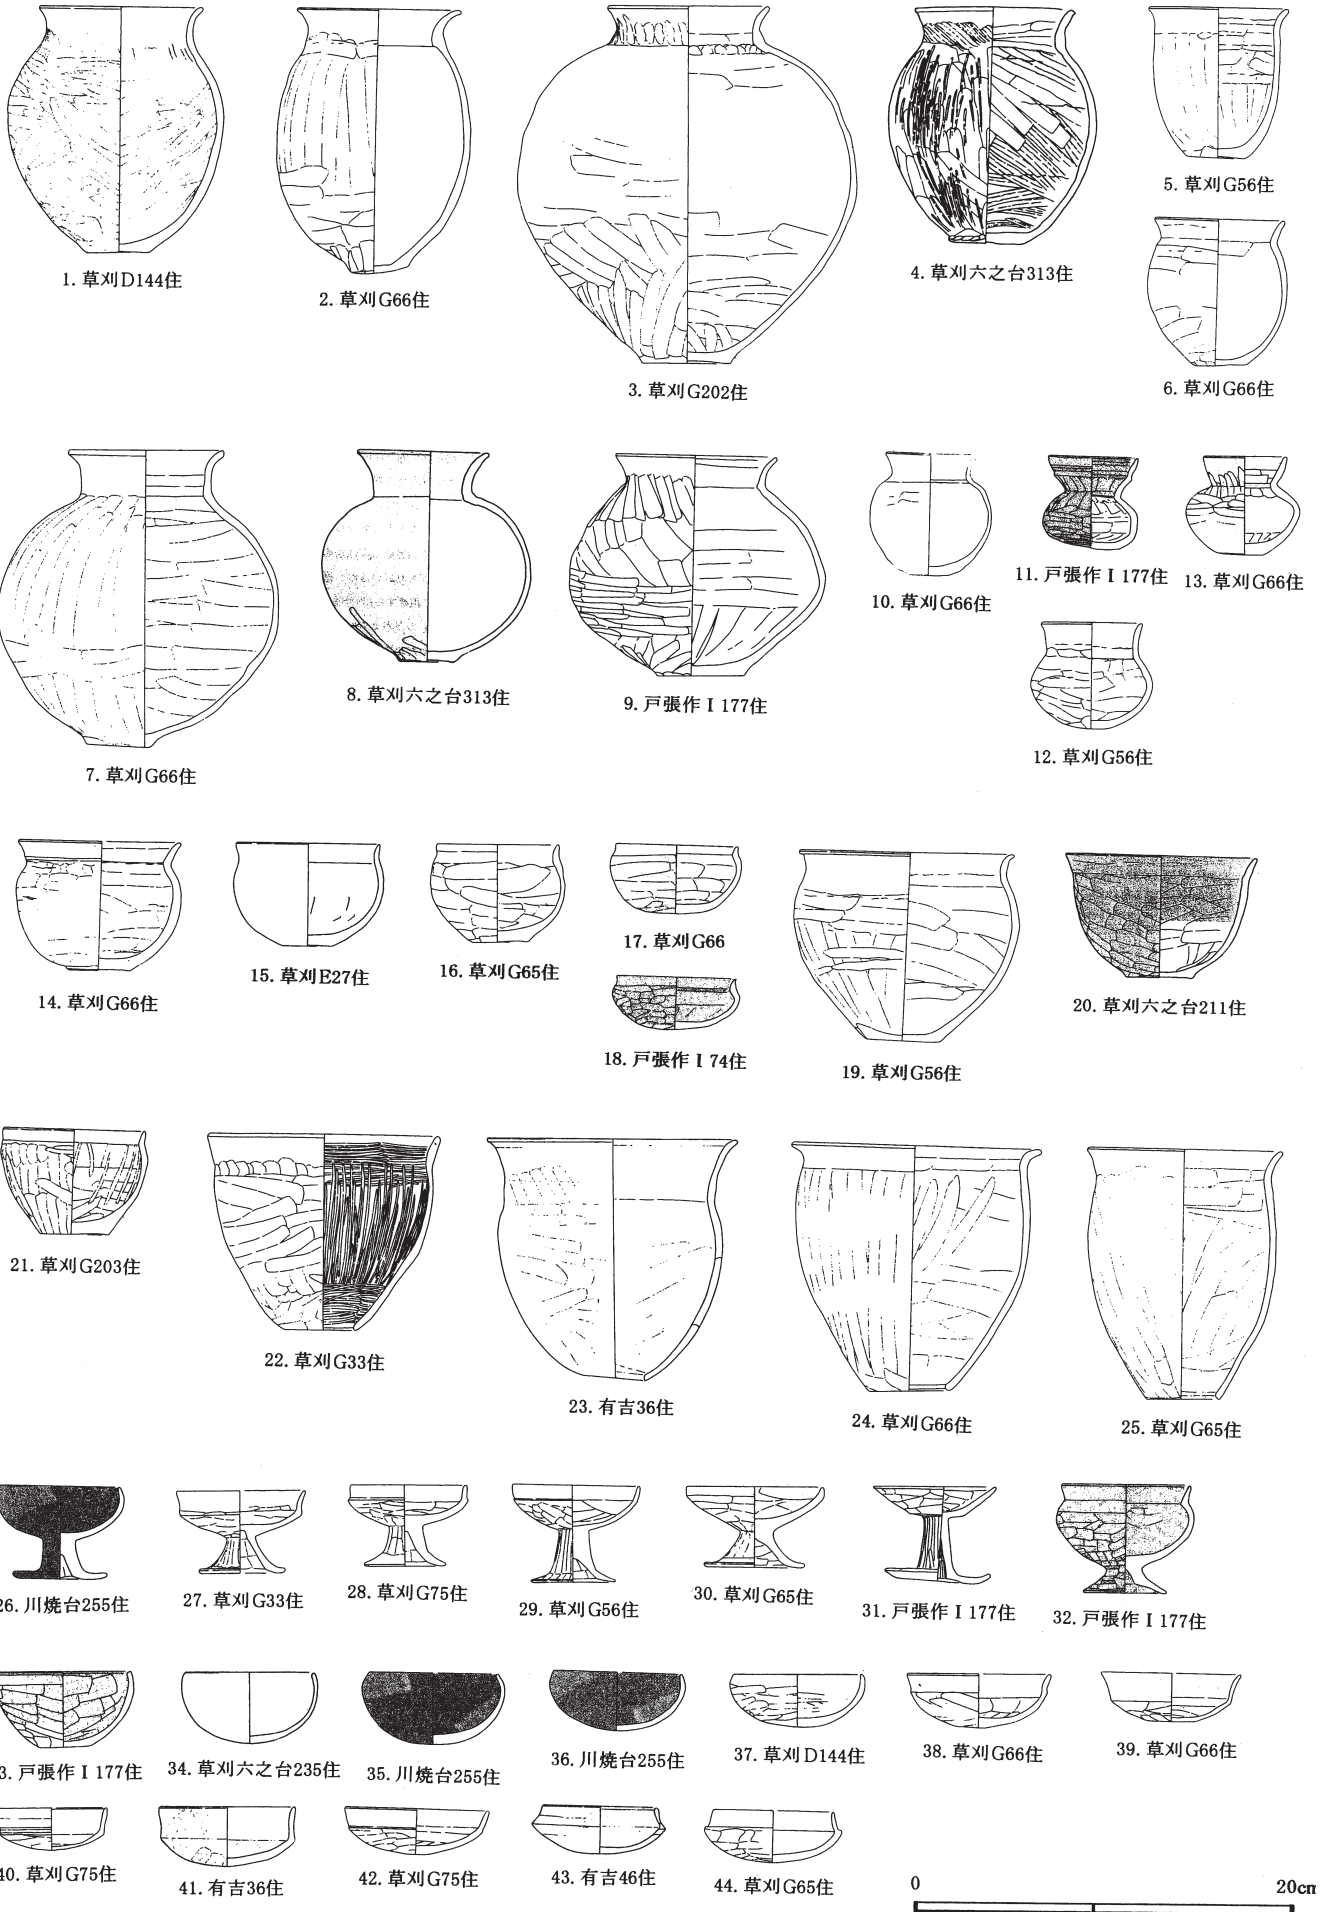 1. 草刈D144住
2. 草刈G66住
3. 草刈G202住
4. 草刈六之台313住
5. 草刈G56住
6. 草刈G66住
7. 草刈G66住
8. 草刈六之台313住
9. 戸張作Ⅰ177住
10. 草刈G66住
11. 戸張作Ⅰ177住
13. 草刈G66住
12. 草刈G56住
14. 草刈G66住
15. 草刈E27住
16. 草刈G65住
17. 草刈G66
18. 戸張作Ⅰ74住
19. 草刈G56住
20. 草刈六之台211住
21. 草刈G203住
22. 草刈G33住
23. 有吉36住
24. 草刈G66住
25. 草刈G65住
26. 川焼台255住
27. 草刈G33住
28. 草刈G75住
29. 草刈G56住
30. 草刈G65住
31. 戸張作Ⅰ177住
32. 戸張作Ⅰ177住
3. 戸張作Ⅰ177住
34. 草刈六之台235住
35. 川焼台255住
36. 川焼台255住
37. 草刈D144住
38. 草刈G66住
39. 草刈G66住
40. 草刈G75住
41. 有吉36住
42. 草刈G75住
43. 有吉46住
44. 草刈G65住
0 20cm